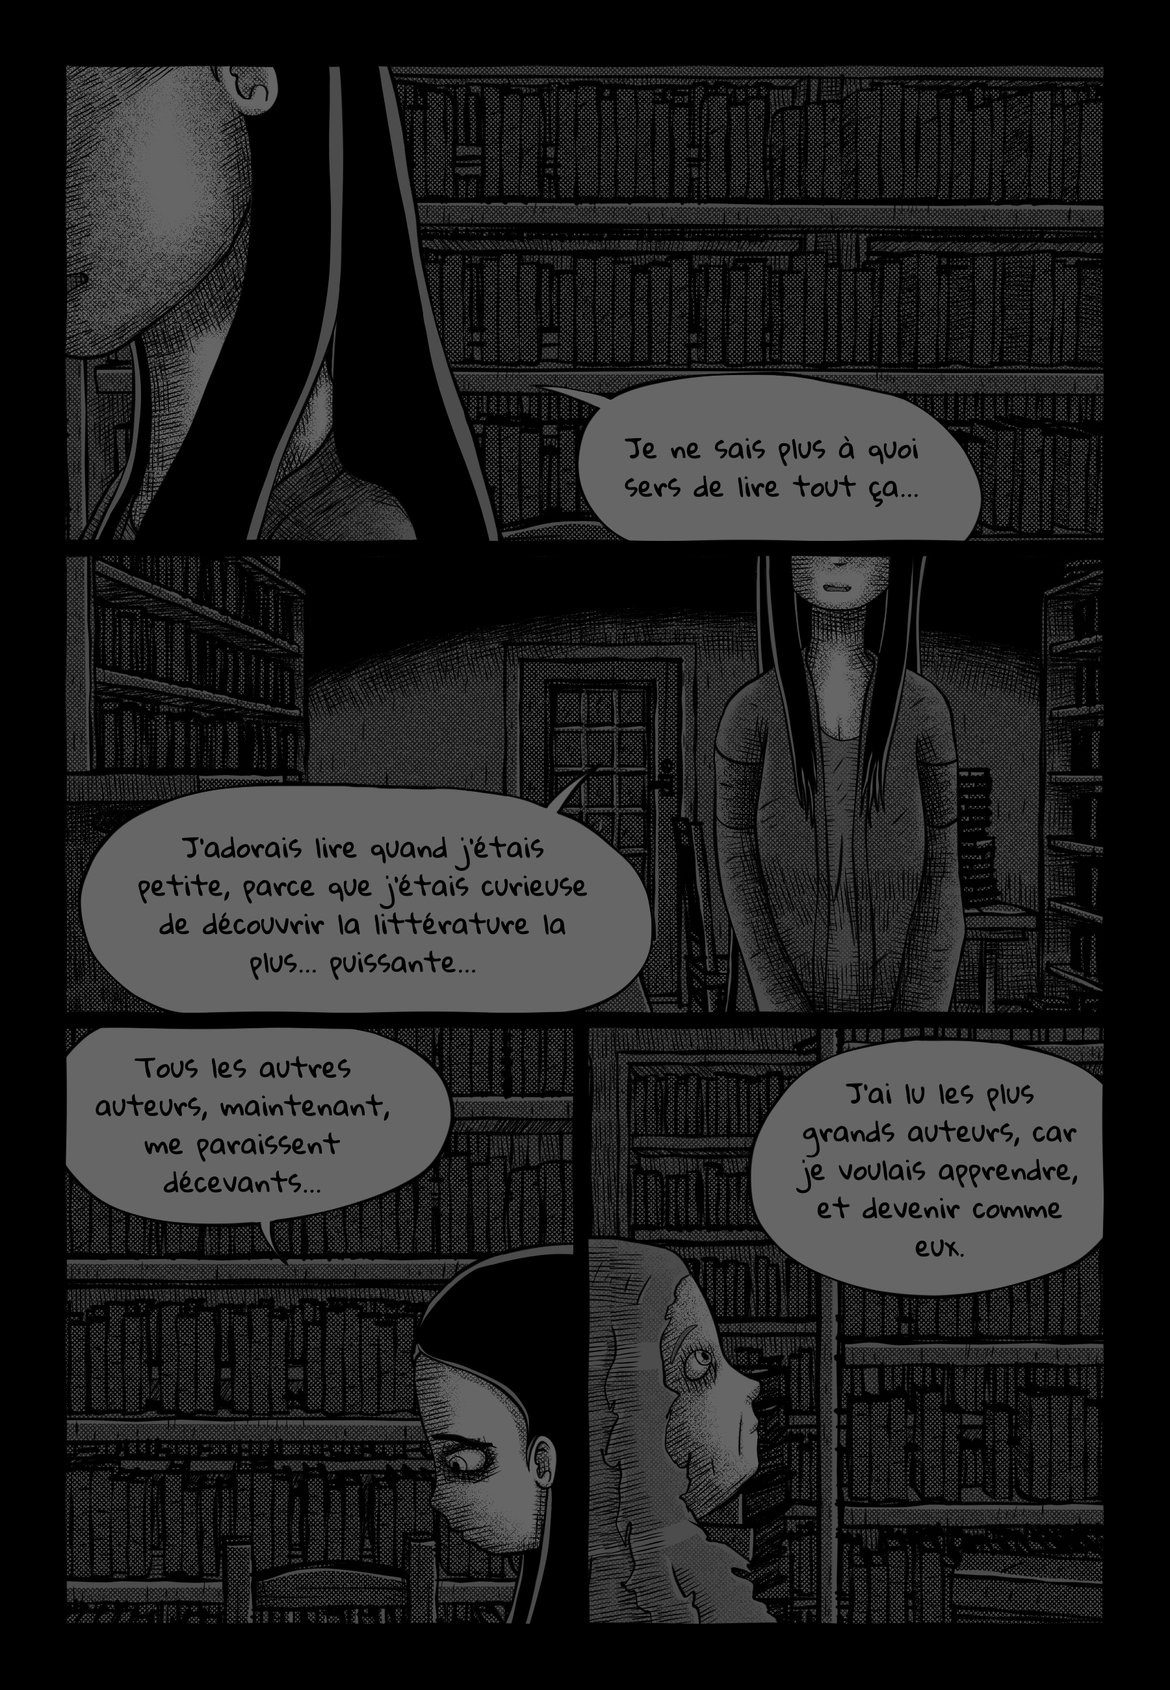 Je ne sais plus à quoi
sers de lire tout ça...
J'adorais lire quand j'étais
petite, parce que j'étais curieuse
de découvrir la littérature la
plus... puissante...
Tous les autres
auteurs, maintenant,
me paraissent
décevants...
J'ai lu les plus
grands auteurs, car
je voulais apprendre,
et devenir comme
eux.